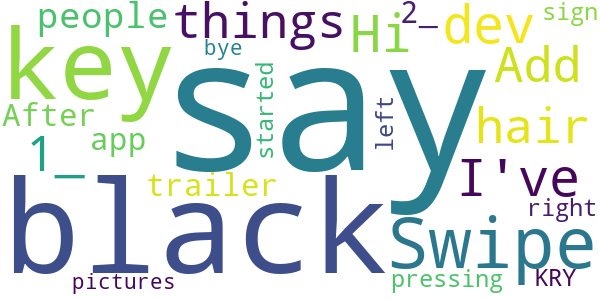 people things Hi 2_ dev sign
key say bye Add
After app started left hair
1_ trailer I've
black Swipe right
pictures pressing KRY